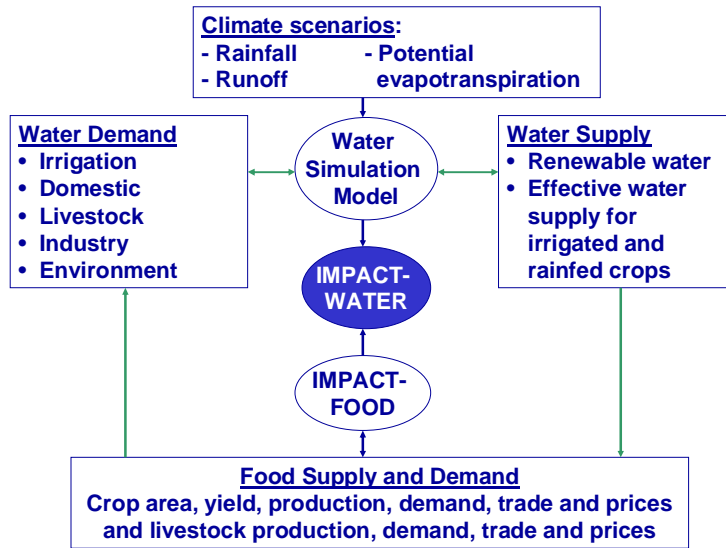 Climate scenarios:
- Rainfall - Potential
- Runoff evapotranspiration
Water Demand
• Irrigation
• Domestic
• Livestock
• Industry
• Environment
Water
Simulation
Model
Water Supply
• Renewable water
• Effective water
supply for
irrigated and
rainfed crops
IMPACT-
WATER
IMPACT-
FOOD
Food Supply and Demand
Crop area, yield, production, demand, trade and prices
and livestock production, demand, trade and prices